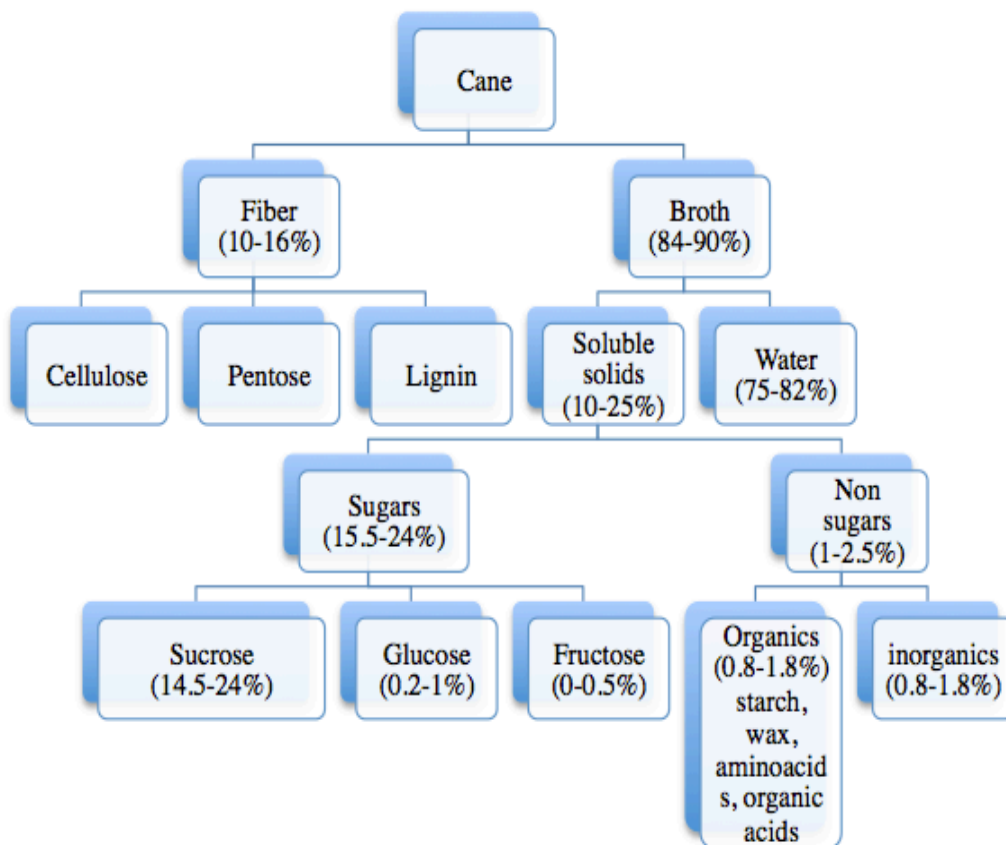 Cane
Fiber
(10-16%)
Broth
(84-90%)
Cellulose
Pentose
Lignin
Soluble
solids
(10-25%)
Water
(75-82%)
Sugars
(15.5-24%)
Non
sugars
(1-2.5%)
Sucrose
(14.5-24%)
Glucose
(0.2-1%)
Fructose
(0-0.5%)
Organics
(0.8-1.8%)
starch,
wax,
aminoacid
s, organic
acids
inorganics
(0.8-1.8%)